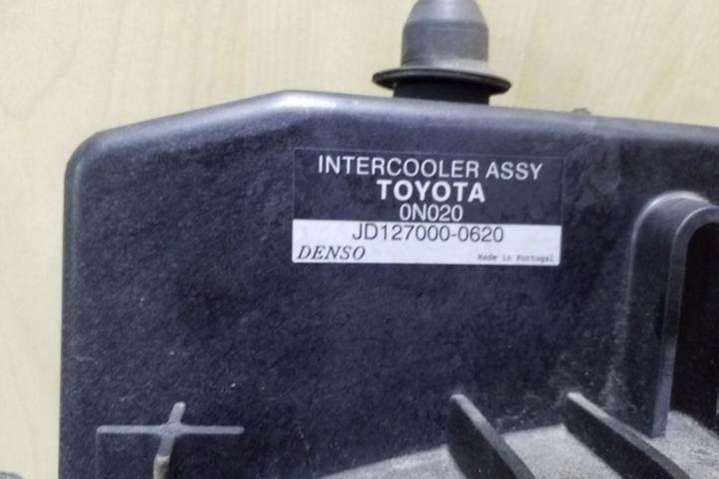 INTERCOOLER ASSY
TOYOTA
0N020
JD127000-0620
DENSO Made in Portugal